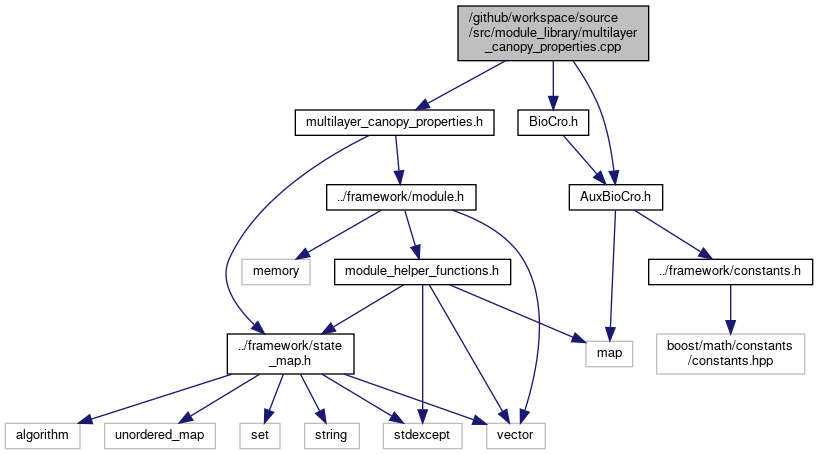 /github/workspace/source
/src/module_library/multilayer
_canopy_properties.cpp
multilayer_canopy_properties.h
BioCro.h
../framework/module.h
AuxBioCro.h
memory
module_helper_functions.h
../framework/constants.h
../framework/state
_map.h
map
boost/math/constants
/constants.hpp
algorithm
unordered_map
set
string
stdexcept
vector